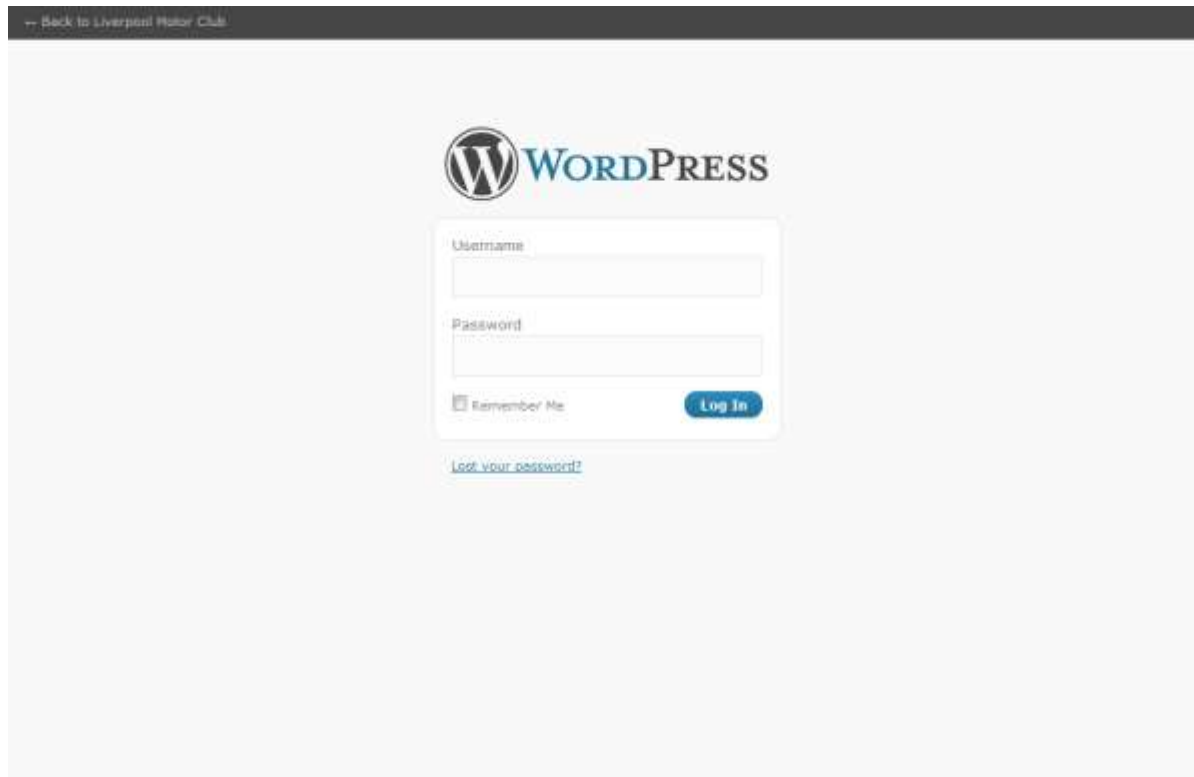 ← Back to Liverpool Motor Club
WORDPRESS
Username
Password
Remember Me
Log In
Lost your password?